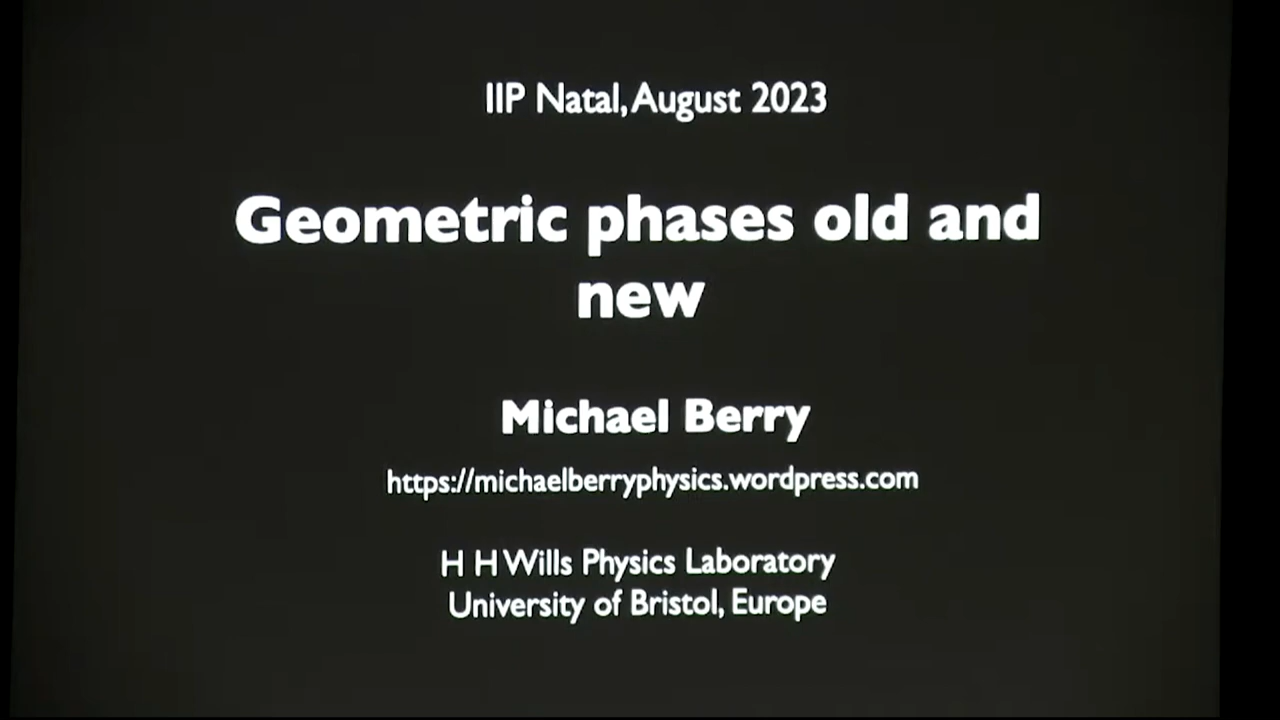 IIP Natal, August 2023
Geometric phases old and
new
Michael Berry
https://michaelberryphysics.wordpress.com
H H Wills Physics Laboratory
University of Bristol, Europe